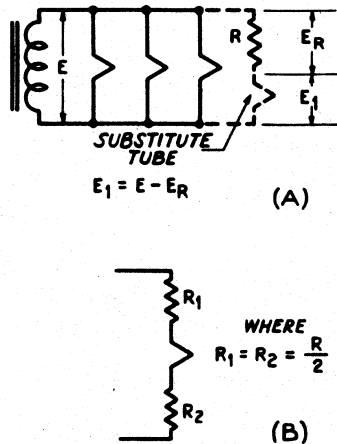 E
R
E_R
E_1
SUBSTITUTE
TUBE
E_1 = E - E_R
(A)
R_1
R_2
WHERE
R_1 = R_2 = R/2
(B)